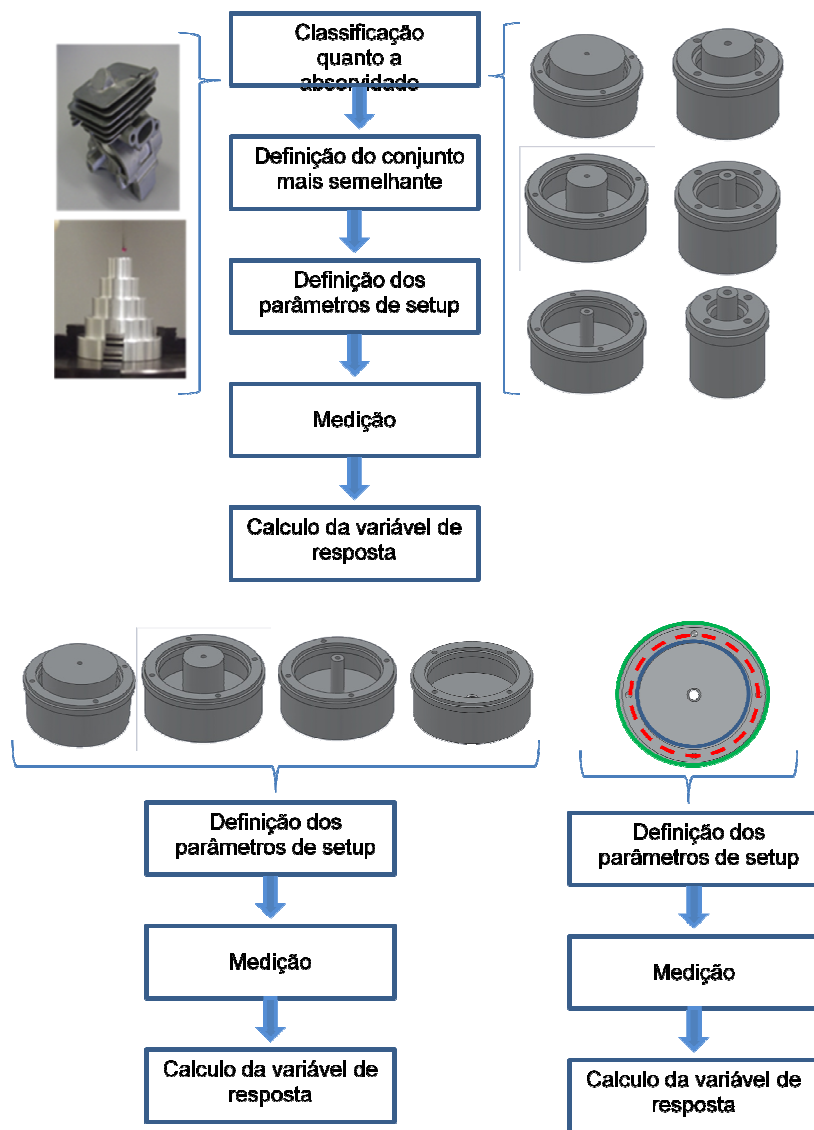 Classificação
quanto a
absorvidade
Definição do conjunto
mais semelhante
Definição dos
parâmetros de setup
Medição
Calculo da variável de
resposta
Definição dos
parâmetros de setup
Medição
Calculo da variável de
resposta
Definição dos
parâmetros de setup
Medição
Calculo da variável de
resposta